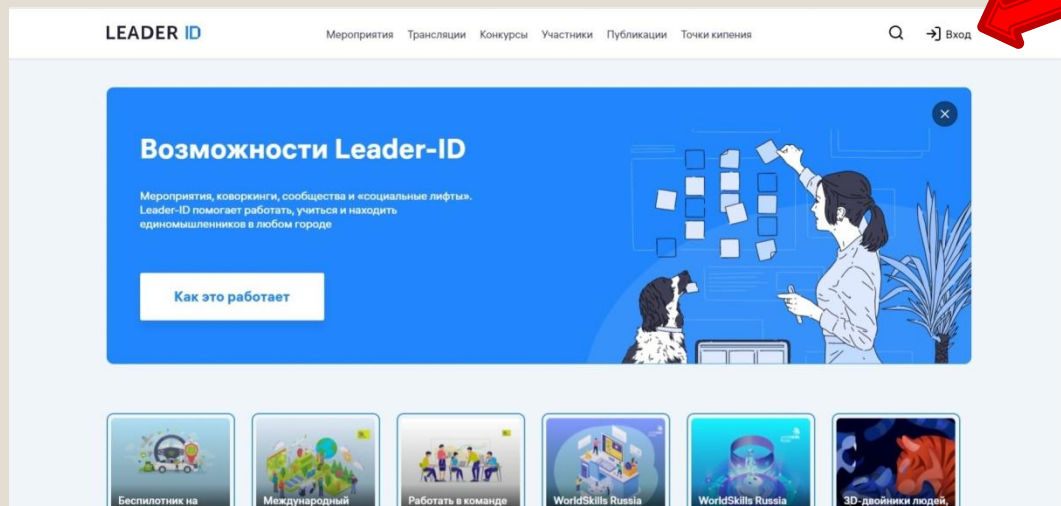 LEADER ID
Мероприятия Трансляции Конкурсы Участники Публикации Точки кипения
Вход
Возможности Leader-ID
Мероприятия, коворкинги, сообщества и «социальные лифты».
Leader-ID помогает работать, учиться и находить
единомышленников в любом городе
Как это работает
Беспилотник на
Международный
Работать в команде
WorldSkills Russia
WorldSkills Russia
3D-двойники людей,